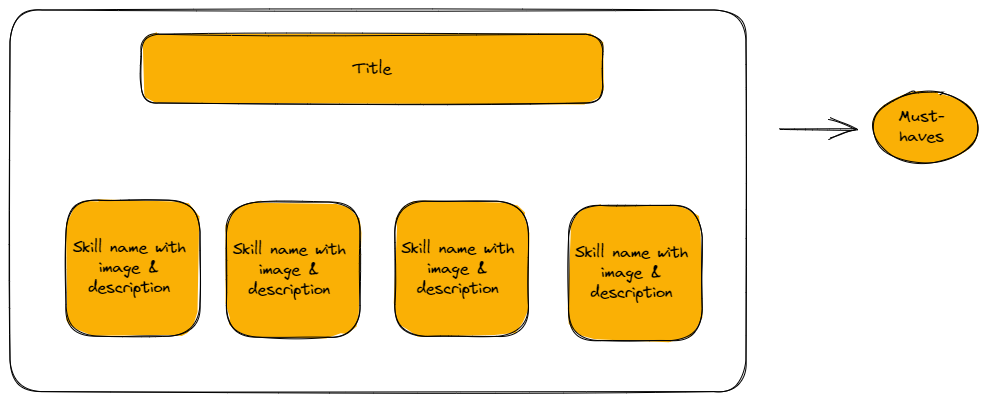 Title
Must-
haves
Skill name with
image &
description
Skill name with
image &
description
Skill name with
image &
description
Skill name with
image &
description